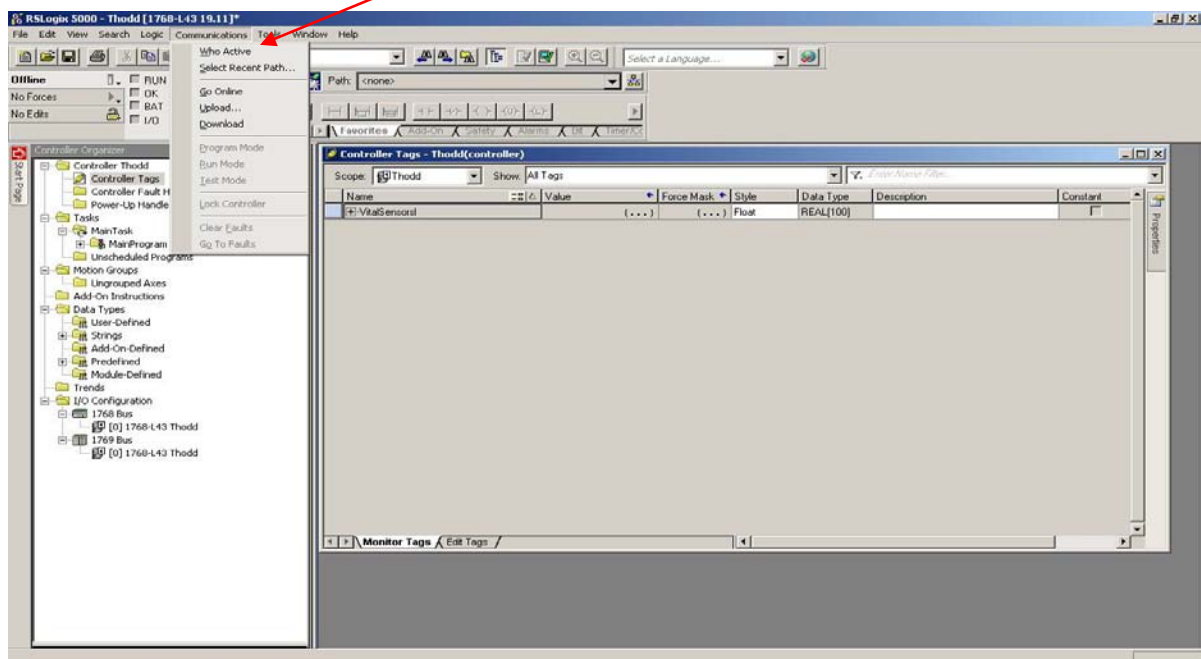 RSLogix 5000 - Thodd [1768-L43 19.11]*
File Edit View Search Logic Communications Tools Window Help
Who Active
Select Recent Path...
Go Online
Upload...
Download
Program Mode
Run Mode
Test Mode
Lock Controller
Clear Faults
Go To Faults
Select a Language...
Offline RUN
No Forces OK
No Edits BAT
I/O
Path: <none>
Favorites Add-On Safety Alarms Bit Timer/C
Start Page
Controller Organizer
Controller Thodd
Controller Tags
Controller Fault H
Power-Up Handle
Tasks
MainTask
MainProgram
Unscheduled Programs
Motion Groups
Ungrouped Axes
Add-On Instructions
Data Types
User-Defined
Strings
Add-On-Defined
Predefined
Module-Defined
Trends
I/O Configuration
1768 Bus
[0] 1768-L43 Thodd
1769 Bus
[0] 1768-L43 Thodd
Controller Tags - Thodd(controller)
Scope: Thodd Show: All Tags Enter Name Filter...
Name Value Force Mask Style Data Type Description Constant
VitalSensorsI {...} {...} Float REAL[100]
Properties
Monitor Tags Edit Tags